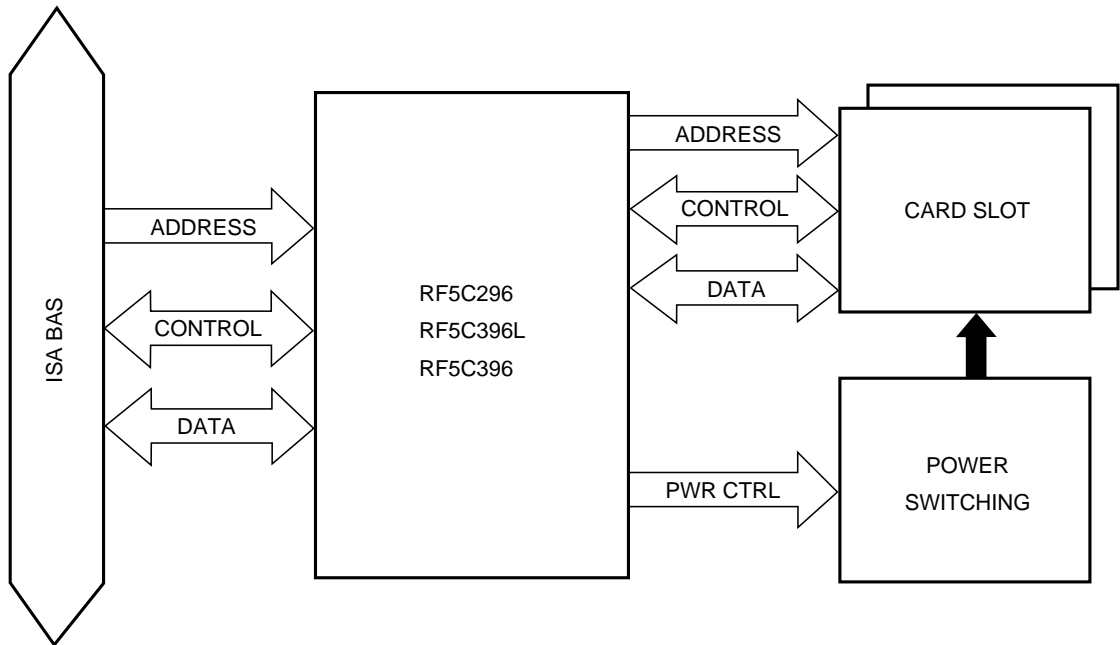 ISA BAS
ADDRESS
CONTROL
DATA
RF5C296
RF5C396L
RF5C396
ADDRESS
CONTROL
DATA
PWR CTRL
CARD SLOT
POWER
SWITCHING